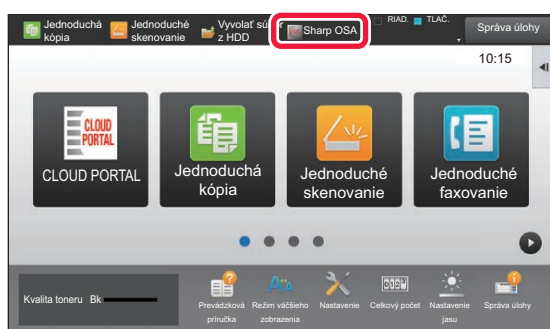 Jednoduchá
kópia
Jednoduché
skenovanie
Vyvolať
z HDD
Sharp OSA
RIAD.
TLAČ.
Správa úlohy
10:15
CLOUD
PORTAL
CLOUD PORTAL
Jednoduchá
kópia
Jednoduché
skenovanie
Jednoduché
faxovanie
Kvalita toneru Bk
Prevádzková
príručka
Režim väčšieho
zobrazenia
Nastavenie
Celkový počet
Nastavenie
jasu
Správa úlohy